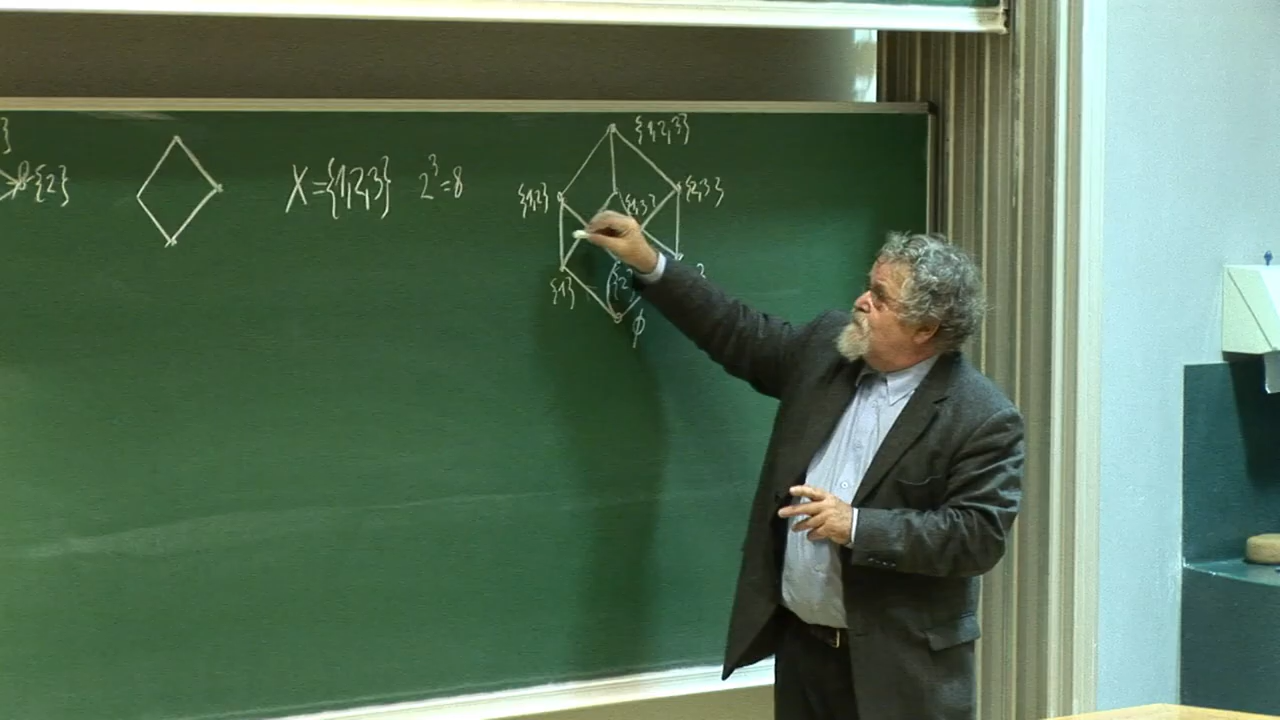 }
{2}
X={1,2,3} 2³=8
{1,2,3}
{1,2} {1,3} {2,3}
{1} {2}
∅